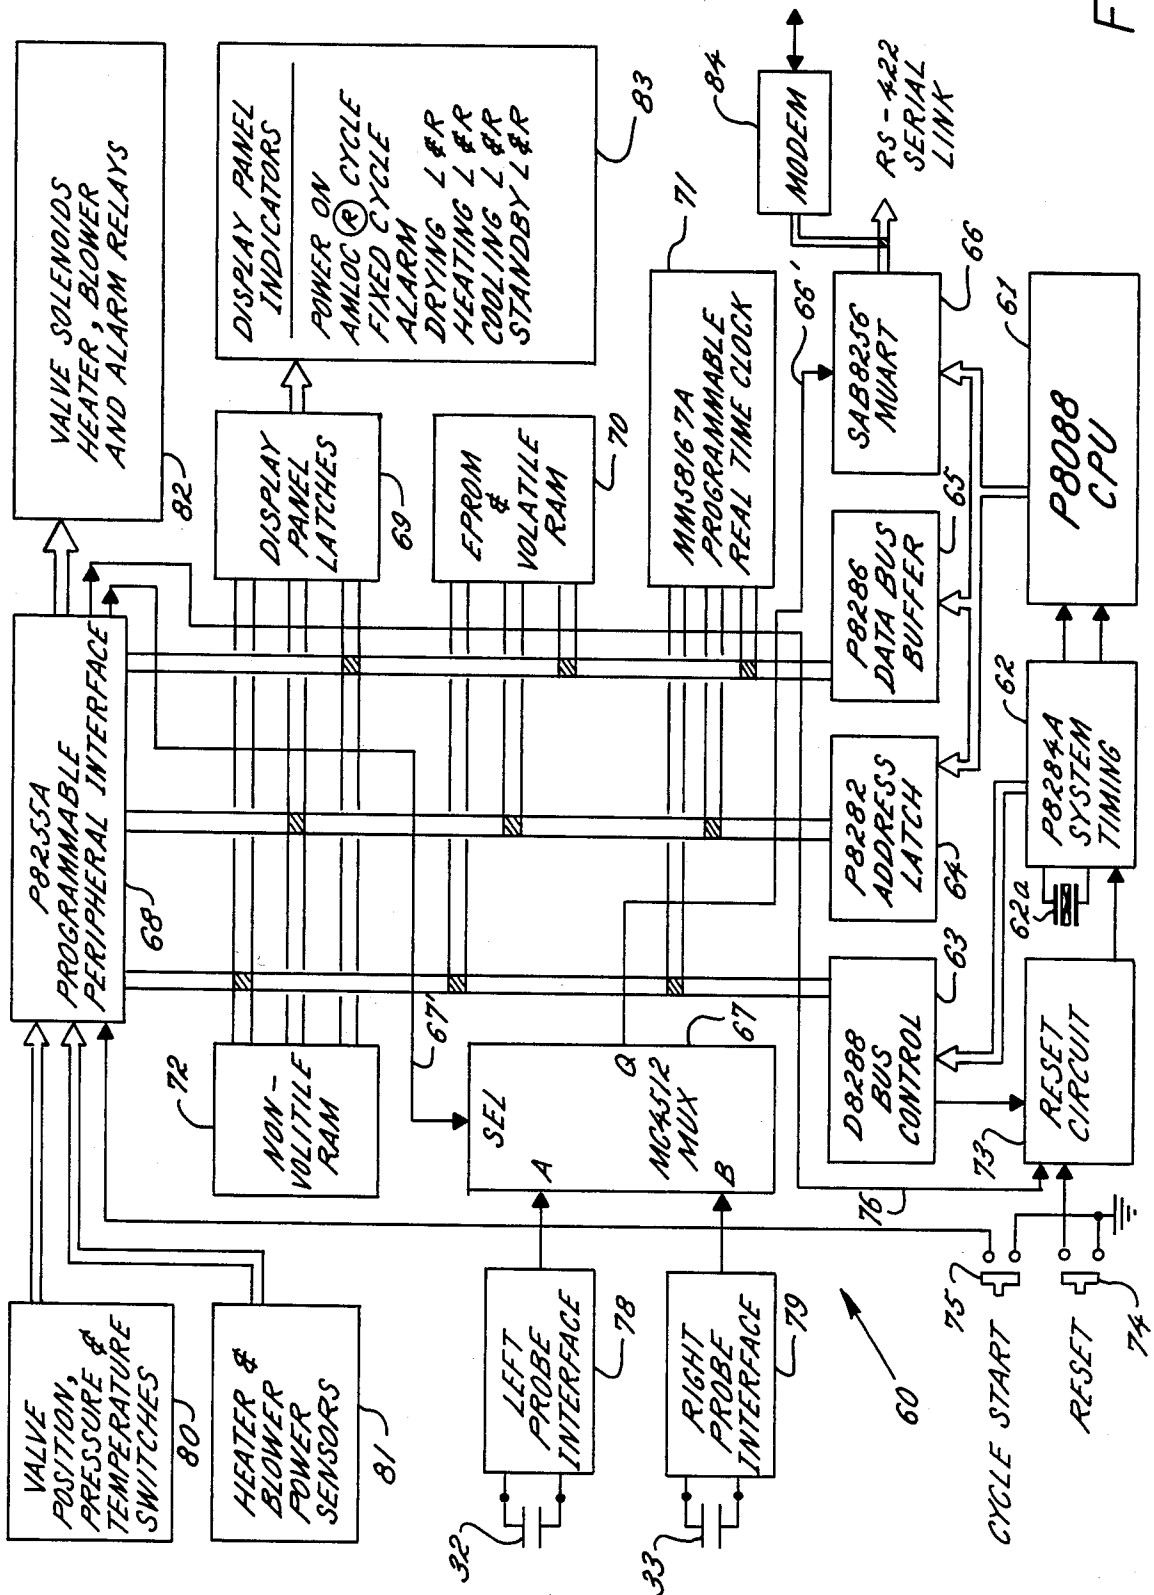 F
VALVE
POSITION,
PRESSURE &
TEMPERATURE
SWITCHES
80
HEATER &
BLOWER
POWER
SENSORS
81
P8255A
PROGRAMMABLE
PERIPHERAL INTERFACE
68
VALVE SOLENOIDS
HEATER, BLOWER
AND ALARM RELAYS
82
72
NON-
VOLITILE
RAM
DISPLAY
PANEL
LATCHES
69
DISPLAY PANEL
INDICATORS
POWER ON
AMLOC ® CYCLE
FIXED CYCLE
ALARM
DRYING L & R
HEATING L & R
COOLING L & R
STANDBY L & R
83
EPROM
&
VOLATILE
RAM
70
67'
SEL
A
Q
MC4512
MUX
B
67
MM58167A
PROGRAMMABLE
REAL TIME CLOCK
71
MODEM
84
32
LEFT
PROBE
INTERFACE
78
33
RIGHT
PROBE
INTERFACE
79
D8288
BUS
CONTROL
63
P8282
ADDRESS
LATCH
64
P8286
DATA BUS
BUFFER
65
SAB8256
MUART
66
66'
RS-422
SERIAL
LINK
60
76
CYCLE START
75
RESET
74
73
RESET
CIRCUIT
62a
P8284A
SYSTEM
TIMING
62
P8088
CPU
61